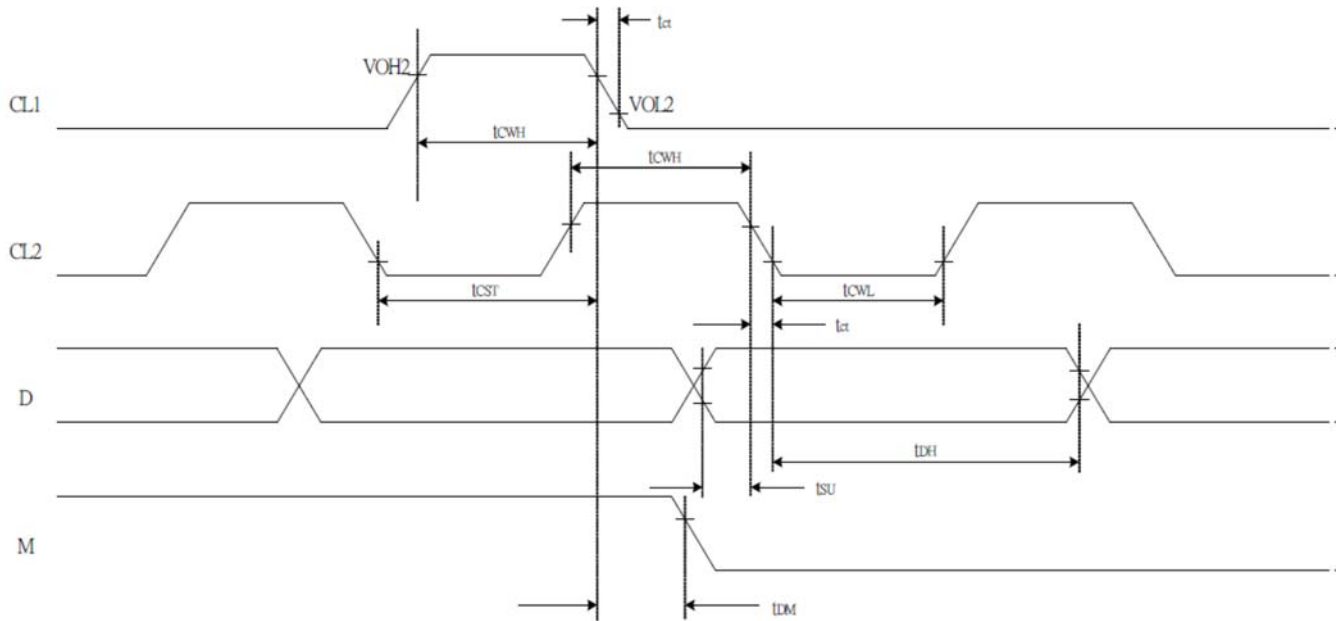 tct
VOH2
CL1
VOL2
tCWH
tCWH
CL2
tCST
tCWL
tct
D
tDH
tSU
M
tDM